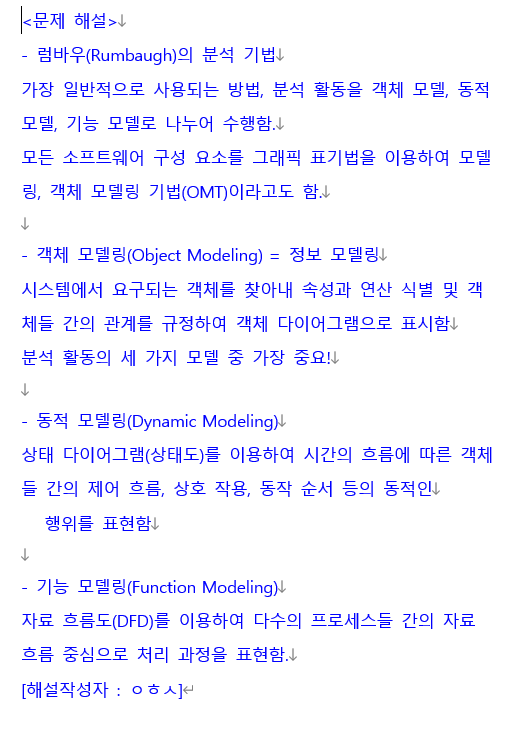 <문제 해설>
- 럼바우(Rumbaugh)의 분석 기법
가장 일반적으로 사용되는 방법, 분석 활동을 객체 모델, 동적
모델, 기능 모델로 나누어 수행함.
모든 소프트웨어 구성 요소를 그래픽 표기법을 이용하여 모델
링, 객체 모델링 기법(OMT)이라고도 함.
- 객체 모델링(Object Modeling) = 정보 모델링
시스템에서 요구되는 객체를 찾아내 속성과 연산 식별 및 객
체들 간의 관계를 규정하여 객체 다이어그램으로 표시함
분석 활동의 세 가지 모델 중 가장 중요!
- 동적 모델링(Dynamic Modeling)
상태 다이어그램(상태도)를 이용하여 시간의 흐름에 따른 객체
들 간의 제어 흐름, 상호 작용, 동작 순서 등의 동적인
행위를 표현함
- 기능 모델링(Function Modeling)
자료 흐름도(DFD)를 이용하여 다수의 프로세스들 간의 자료
흐름 중심으로 처리 과정을 표현함.
[해설작성자 : ㅇㅎㅅ]